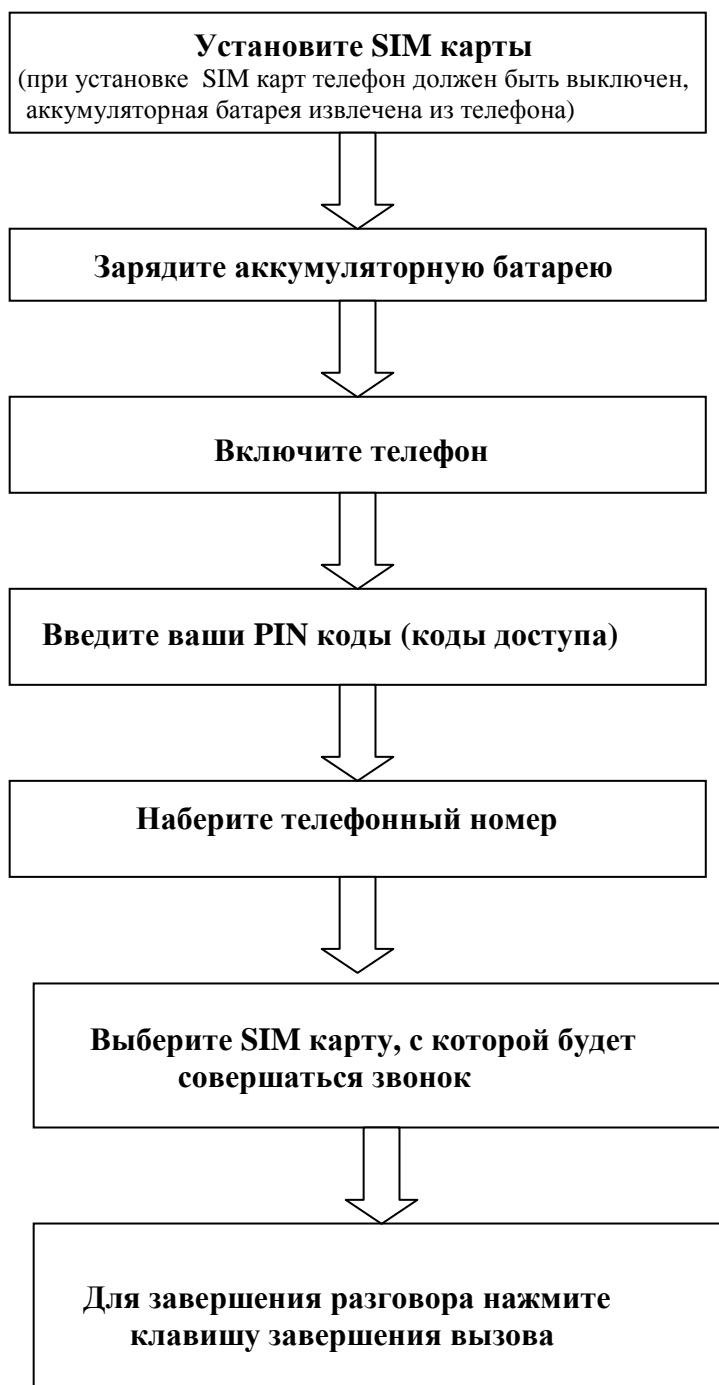 Установите SIM карты
(при установке SIM карт телефон должен быть выключен,
аккумуляторная батарея извлечена из телефона)
Зарядите аккумуляторную батарею
Включите телефон
Введите ваши PIN коды (коды доступа)
Наберите телефонный номер
Выберите SIM карту, с которой будет
совершаться звонок
Для завершения разговора нажмите
клавишу завершения вызова